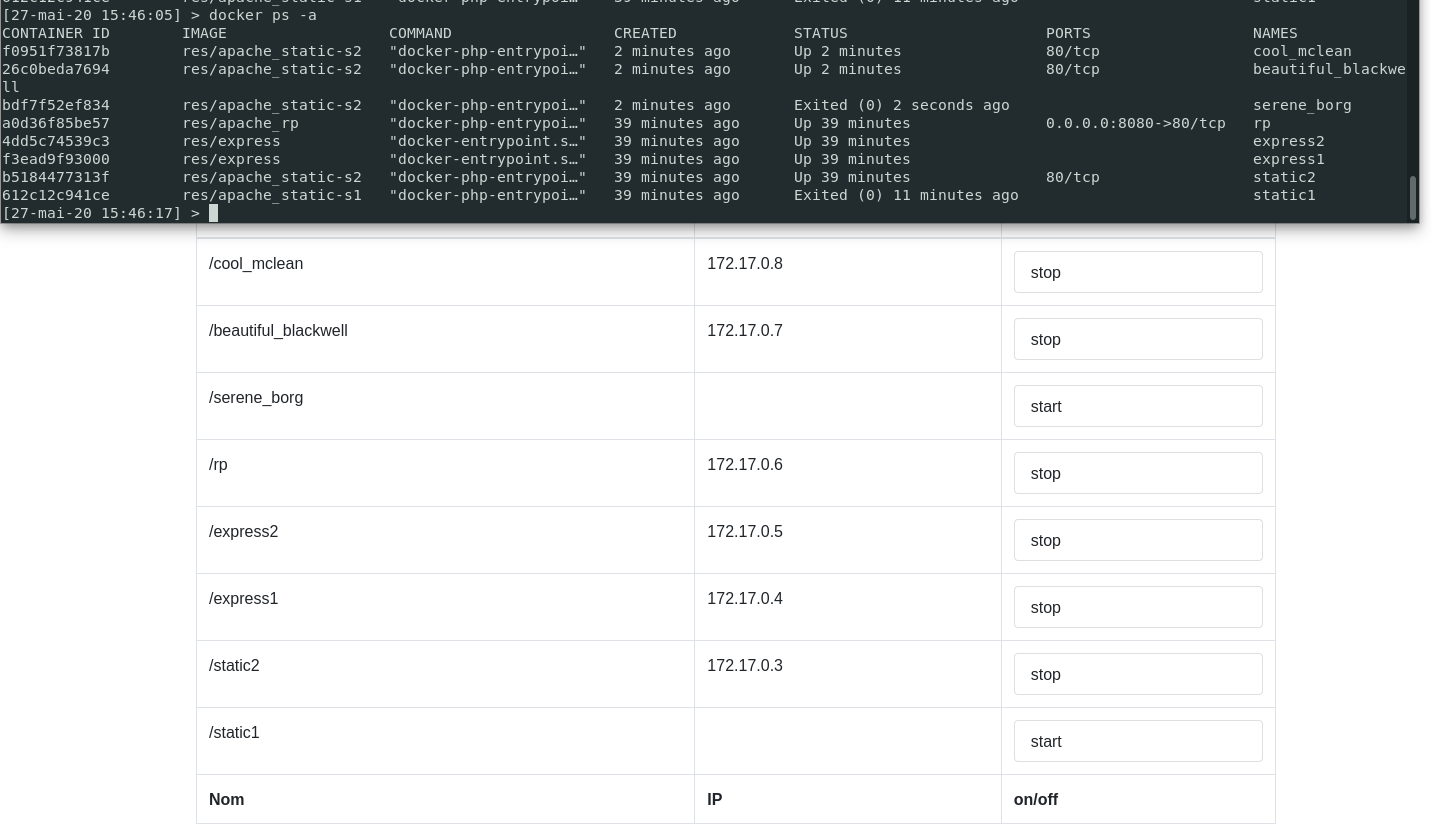 [27-mai-20 15:46:05] > docker ps -a
CONTAINER ID IMAGE COMMAND CREATED STATUS PORTS NAMES
f0951f73817b res/apache_static-s2 "docker-php-entrypoi…" 2 minutes ago Up 2 minutes 80/tcp cool_mclean
26c0beda7694 res/apache_static-s2 "docker-php-entrypoi…" 2 minutes ago Up 2 minutes 80/tcp beautiful_blackwe
ll
bdf7f52ef834 res/apache_static-s2 "docker-php-entrypoi…" 2 minutes ago Exited (0) 2 seconds ago serene_borg
a0d36f85be57 res/apache_rp "docker-php-entrypoi…" 39 minutes ago Up 39 minutes 0.0.0.0:8080->80/tcp rp
4dd5c74539c3 res/express "docker-entrypoint.s…" 39 minutes ago Up 39 minutes express2
f3ead9f93000 res/express "docker-entrypoint.s…" 39 minutes ago Up 39 minutes express1
b5184477313f res/apache_static-s2 "docker-php-entrypoi…" 39 minutes ago Up 39 minutes 80/tcp static2
612c12c941ce res/apache_static-s1 "docker-php-entrypoi…" 39 minutes ago Exited (0) 11 minutes ago static1
[27-mai-20 15:46:17] >
/cool_mclean 172.17.0.8 stop
/beautiful_blackwell 172.17.0.7 stop
/serene_borg start
/rp 172.17.0.6 stop
/express2 172.17.0.5 stop
/express1 172.17.0.4 stop
/static2 172.17.0.3 stop
/static1 start
Nom IP on/off